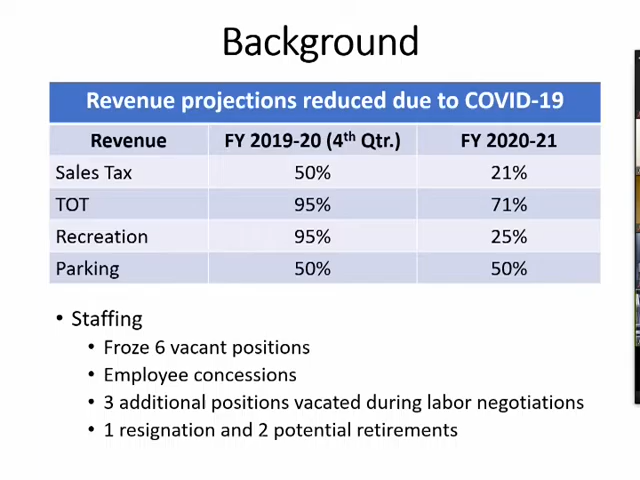 Background
Revenue projections reduced due to COVID-19
Revenue FY 2019-20 (4th Qtr.) FY 2020-21
Sales Tax 50% 21%
TOT 95% 71%
Recreation 95% 25%
Parking 50% 50%
• Staffing
• Froze 6 vacant positions
• Employee concessions
• 3 additional positions vacated during labor negotiations
• 1 resignation and 2 potential retirements